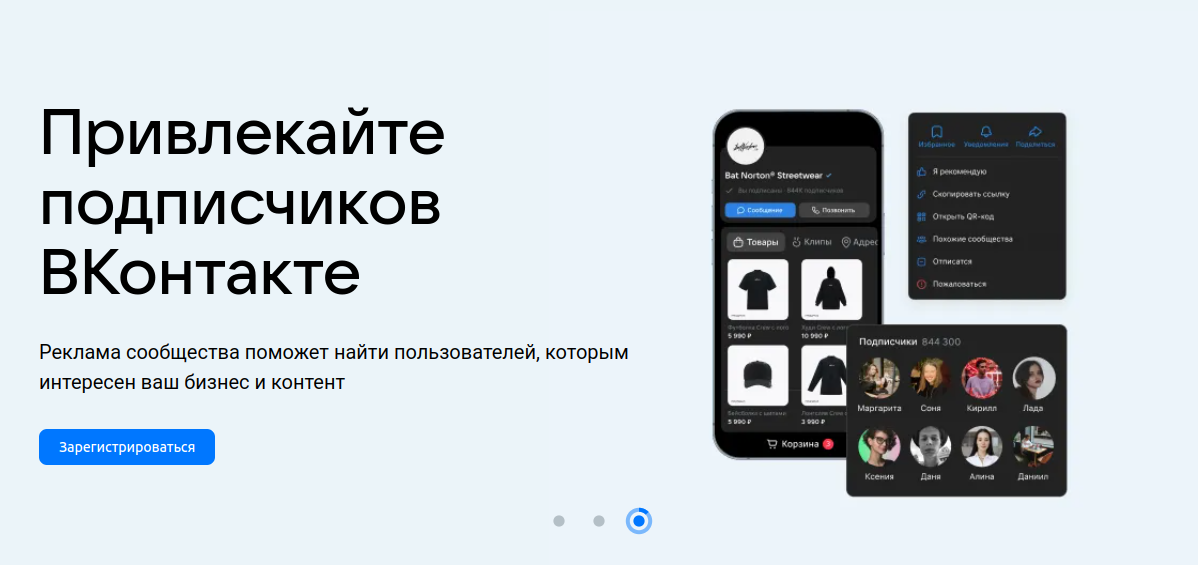 Привлекайте
подписчиков
ВКонтакте
Реклама сообщества поможет найти пользователей, которым
интересен ваш бизнес и контент
Зарегистрироваться
Bat Norton® Streetwear
Вы подписаны · 844К подписчиков
Сообщение
Позвонить
Товары
Клипы
Адрес
Футболка Crew с лого
Худи Crew с лого
5 990 ₽
10 990 ₽
Бейсболка с шипами
Лонгслив Crew
5 990 ₽
3 990 ₽
Корзина 3
Избранное
Уведомления
Поделиться
Я рекомендую
Скопировать ссылку
Открыть QR-код
Похожие сообщества
Отписатся
Пожаловаться
Подписчики 844 300
Маргарита
Соня
Кирилл
Лада
Ксения
Даня
Алина
Даниил